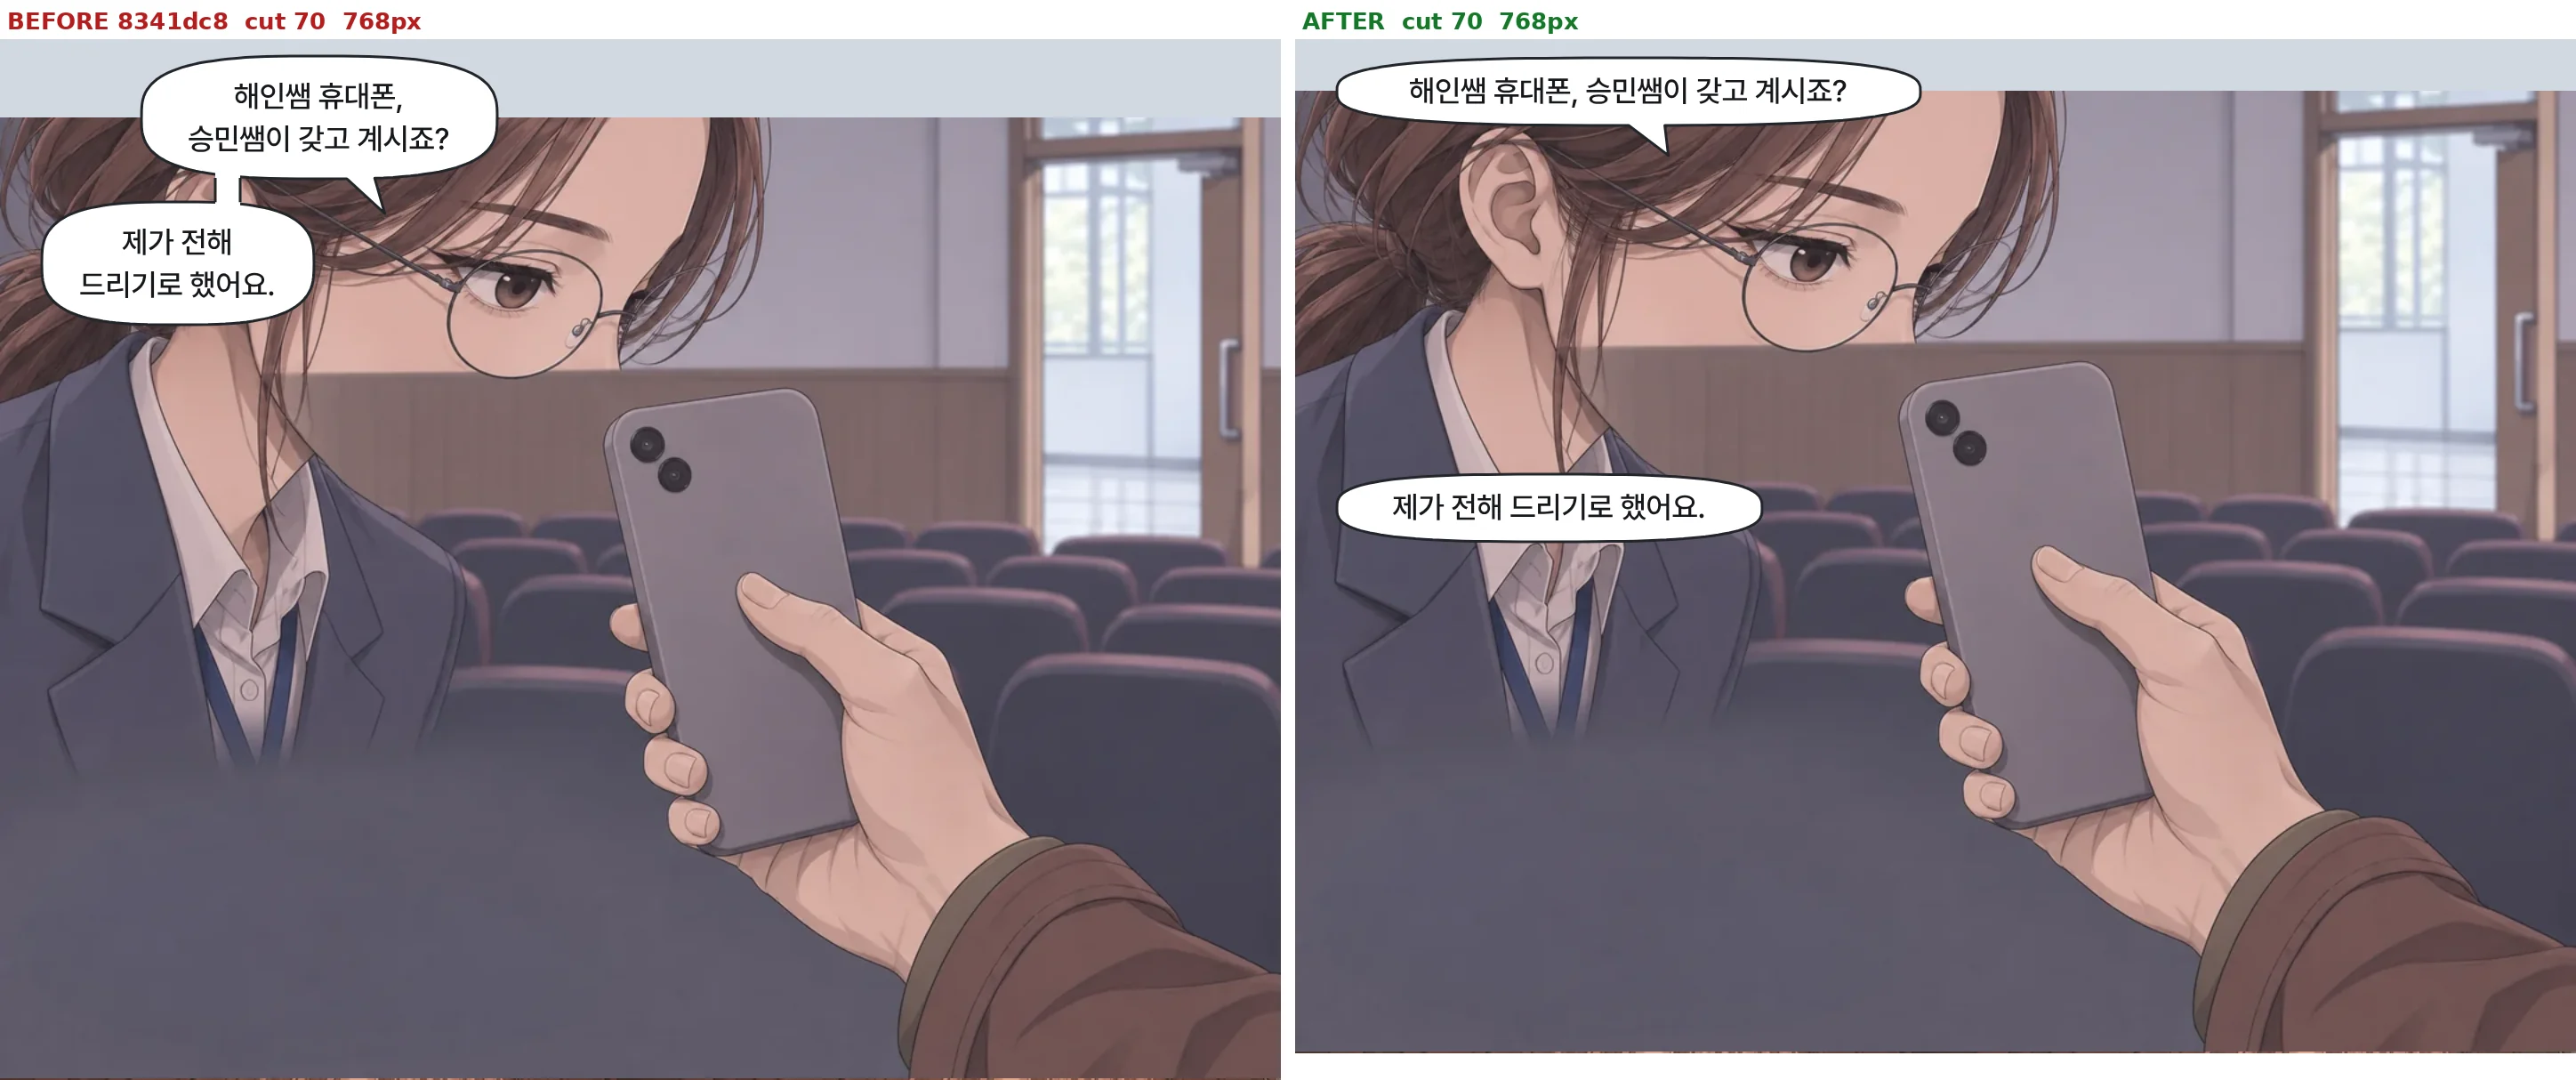 BEFORE 8341dc8 cut 70 768px
해인쌤 휴대폰,
승민쌤이 갖고 계시죠?
제가 전해
드리기로 했어요.
AFTER cut 70 768px
해인쌤 휴대폰, 승민쌤이 갖고 계시죠?
제가 전해 드리기로 했어요.